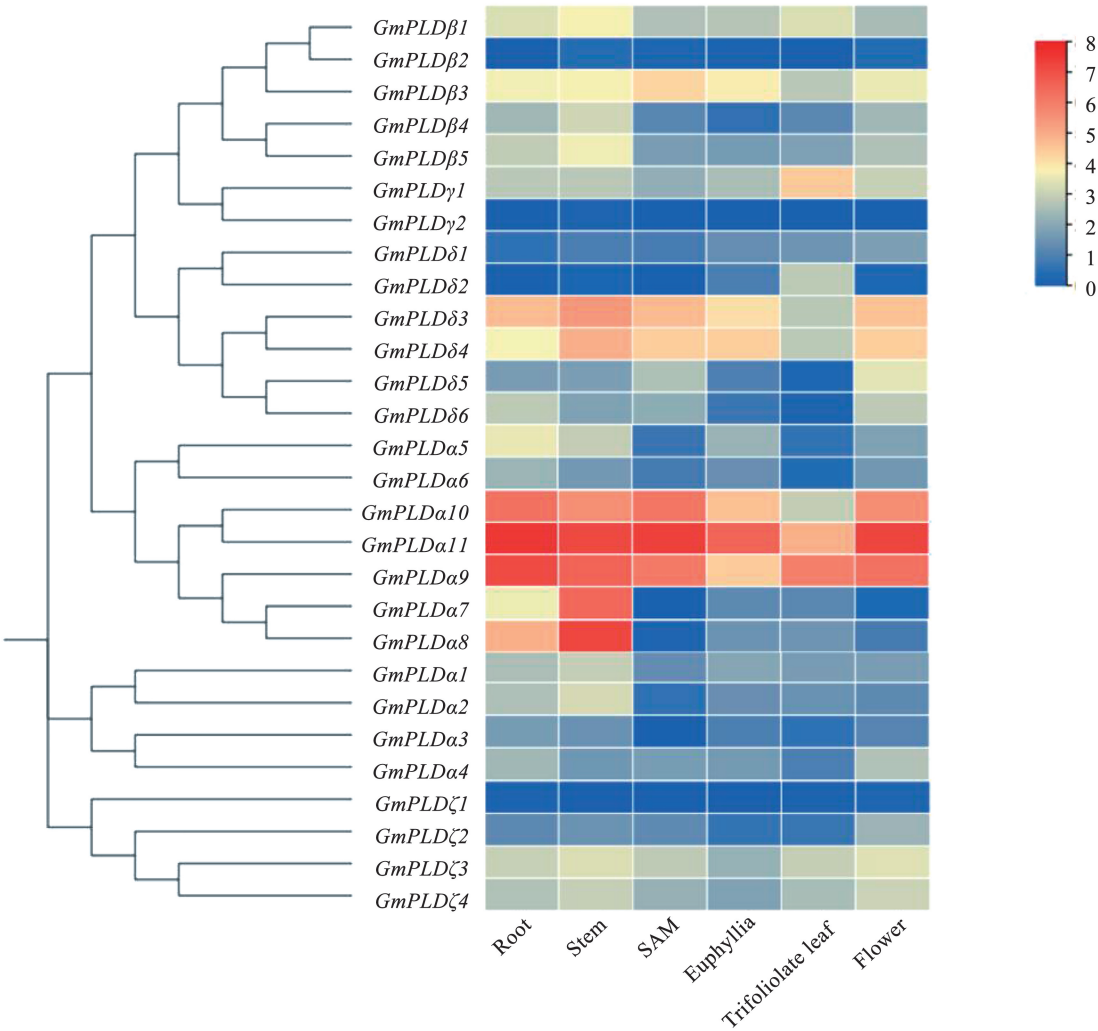 GmPLDβ1
GmPLDβ2
GmPLDβ3
GmPLDβ4
GmPLDβ5
GmPLDγ1
GmPLDγ2
GmPLDδ1
GmPLDδ2
GmPLDδ3
GmPLDδ4
GmPLDδ5
GmPLDδ6
GmPLDα5
GmPLDα6
GmPLDα10
GmPLDα11
GmPLDα9
GmPLDα7
GmPLDα8
GmPLDα1
GmPLDα2
GmPLDα3
GmPLDα4
GmPLDζ1
GmPLDζ2
GmPLDζ3
GmPLDζ4
Root
Stem
SAM
Euphyllia
Trifoliolate leaf
Flower
8
7
6
5
4
3
2
1
0